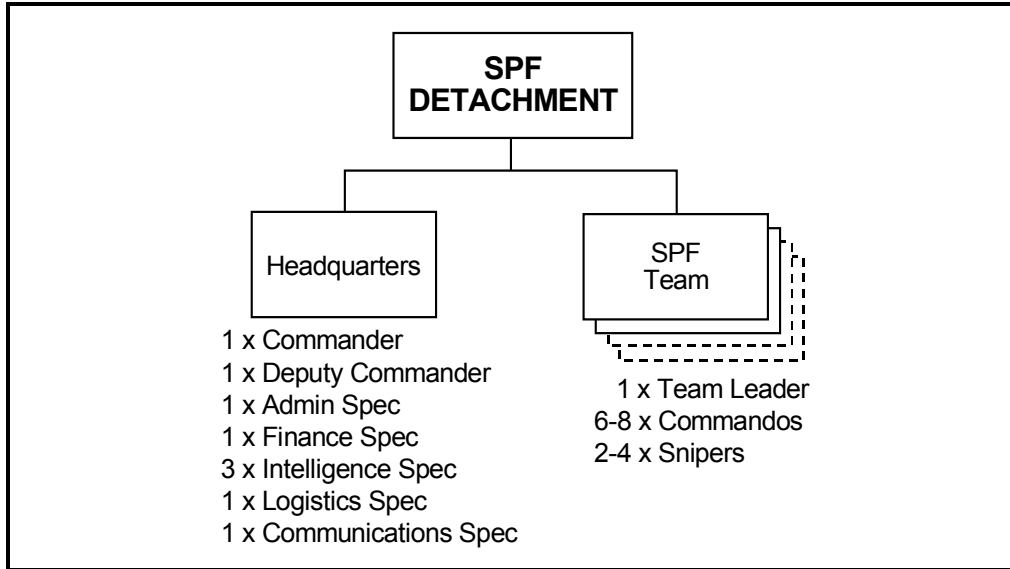 SPF
DETACHMENT
Headquarters
1 x Commander
1 x Deputy Commander
1 x Admin Spec
1 x Finance Spec
3 x Intelligence Spec
1 x Logistics Spec
1 x Communications Spec
SPF
Team
1 x Team Leader
6-8 x Commandos
2-4 x Snipers